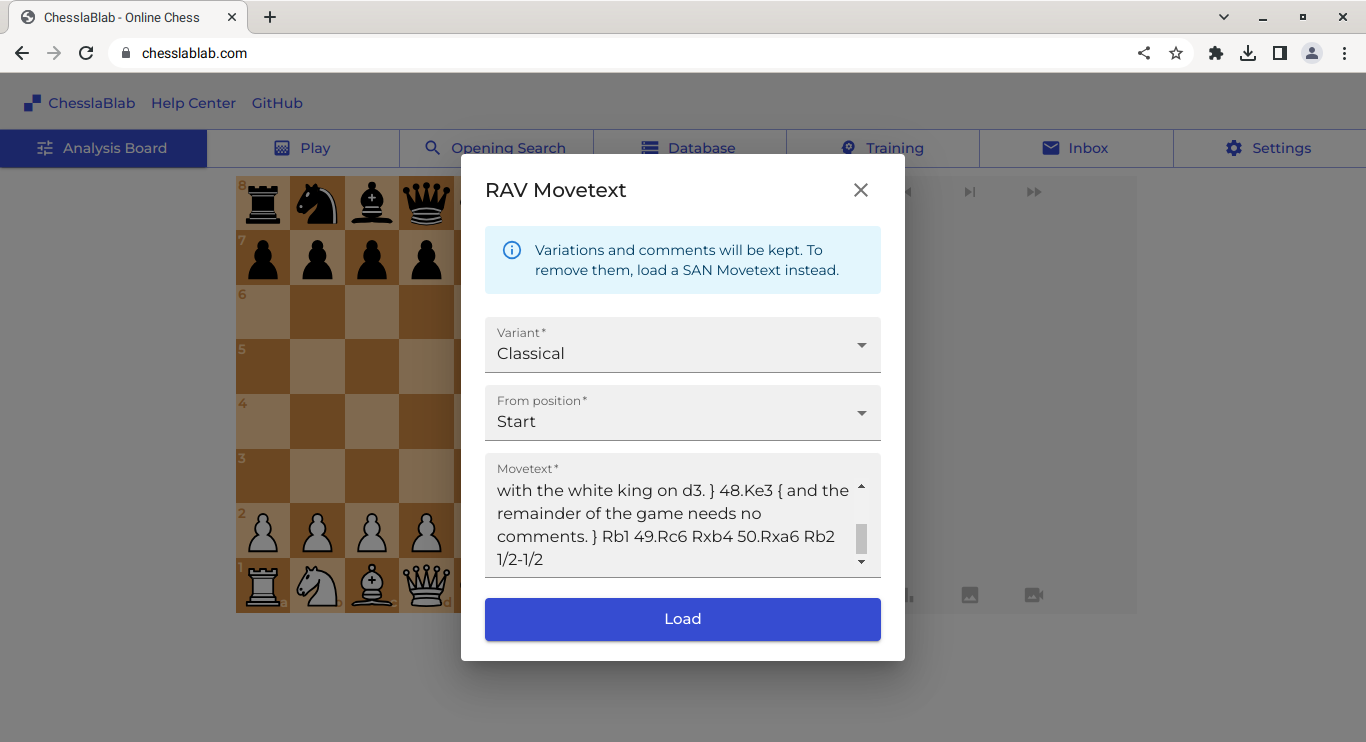 ChesslaBlab - Online Chess
chesslablab.com
ChesslaBlab Help Center GitHub
Analysis Board Play Opening Search Database Training Inbox Settings
RAV Movetext
Variations and comments will be kept. To
remove them, load a SAN Movetext instead.
Variant*
Classical
From position*
Start
Movetext*
with the white king on d3. } 48.Ke3 { and the
remainder of the game needs no
comments. } Rb1 49.Rc6 Rxb4 50.Rxa6 Rb2
1/2-1/2
Load
8
7
6
5
4
3
2
1
a b c d